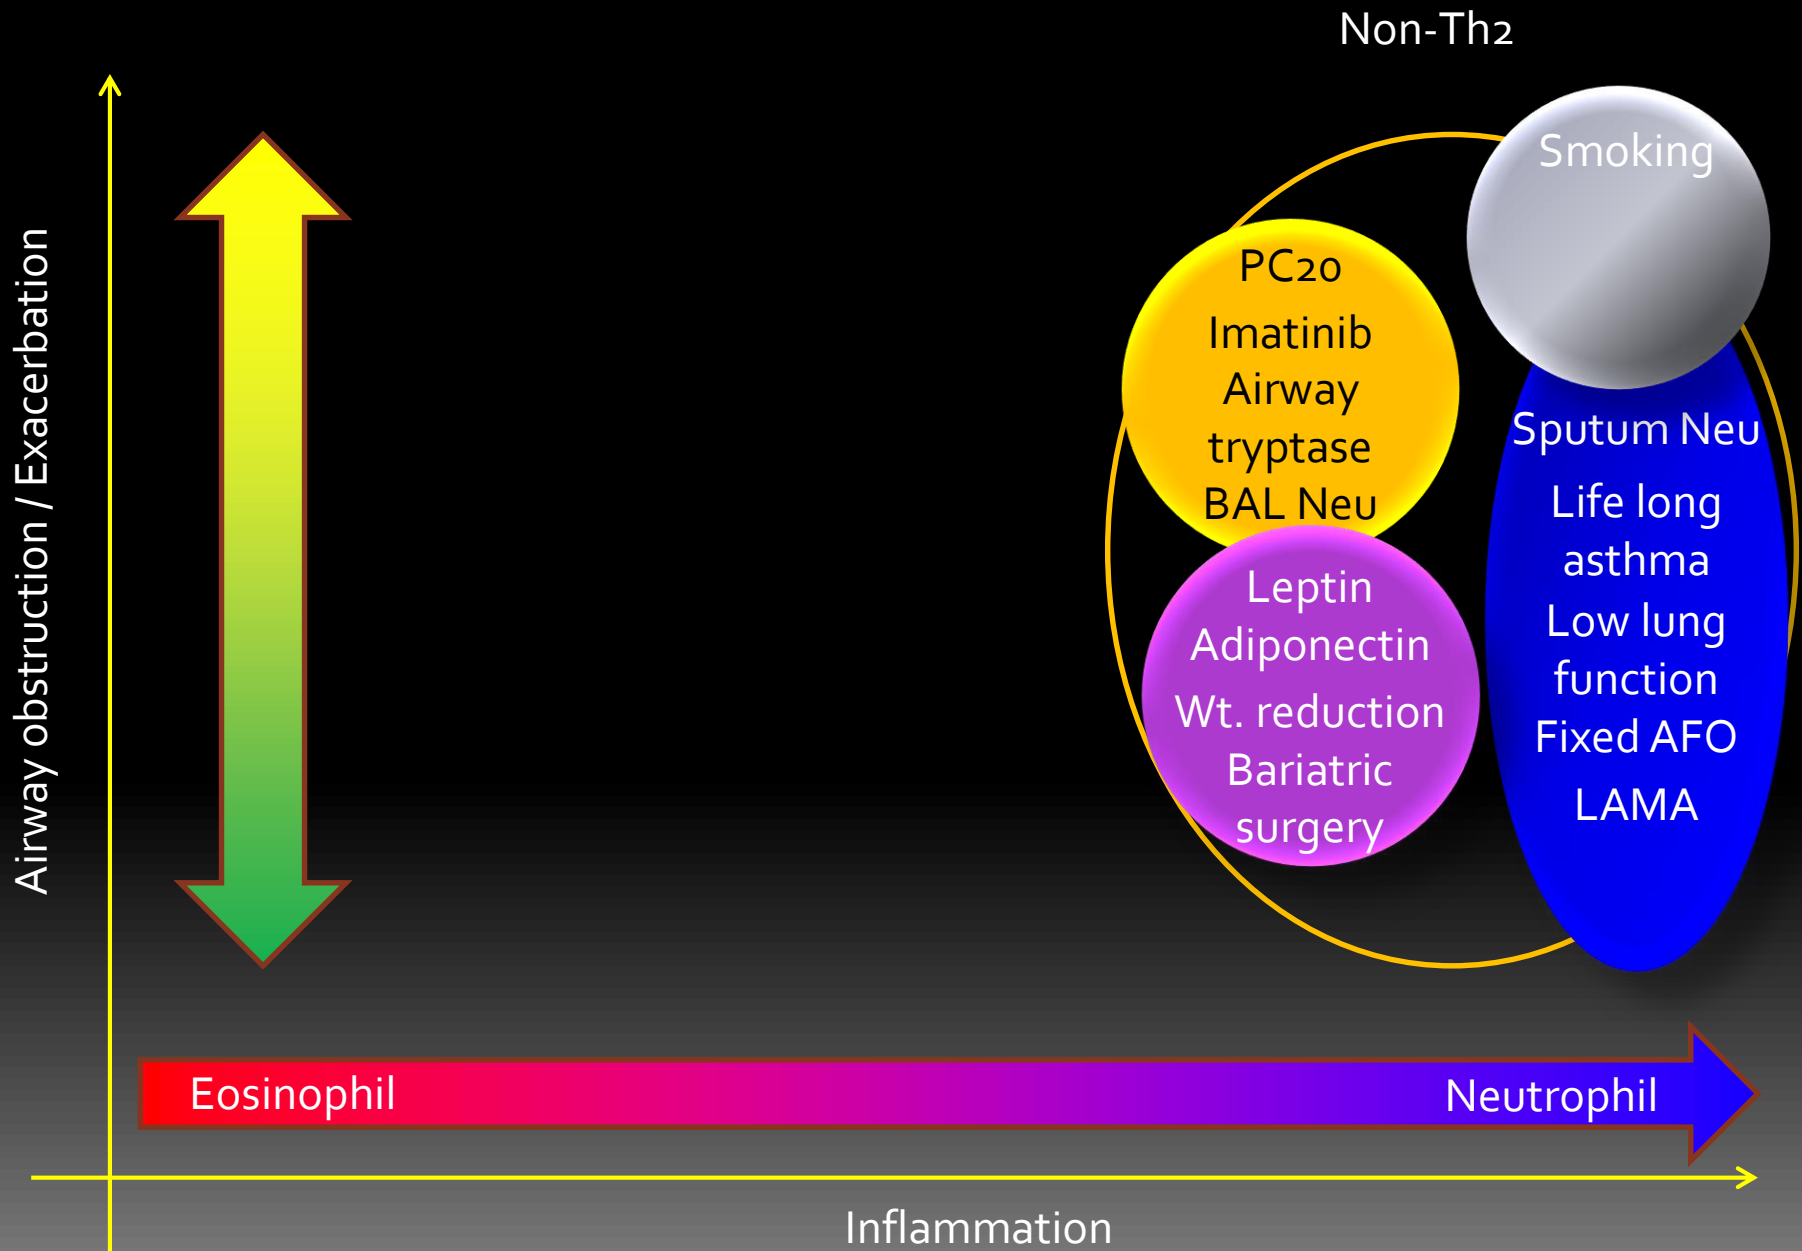 Non-Th2
Smoking
Airway obstruction / Exacerbation
PC20
Imatinib
Airway
tryptase
BAL Neu
Leptin
Adiponectin
Wt. reduction
Bariatric
surgery
Sputum Neu
Life long
asthma
Low lung
function
Fixed AFO
LAMA
Eosinophil
Neutrophil
Inflammation